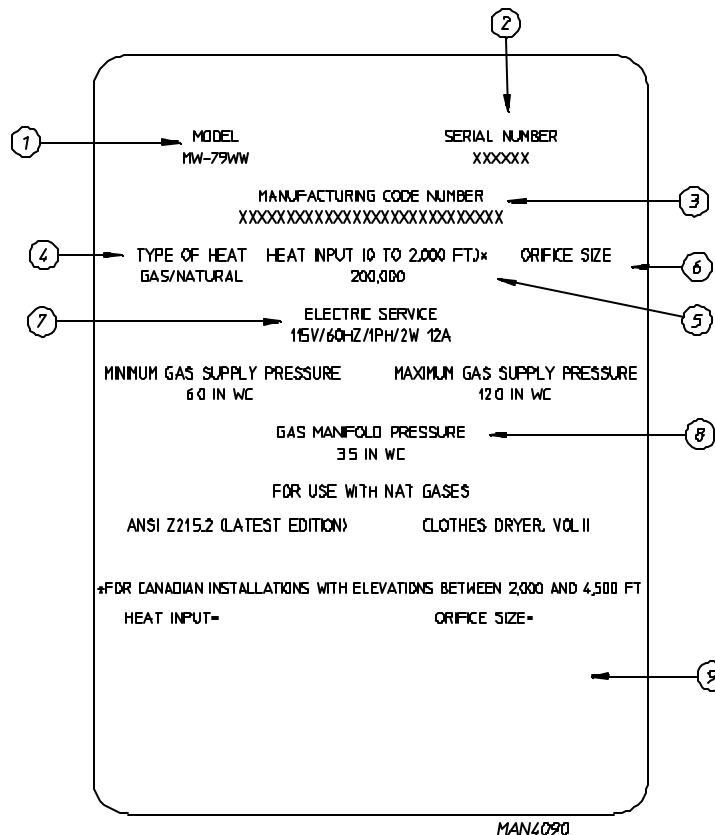 2
1
MODEL SERIAL NUMBER
MW-79WW XXXXXX
MANUFACTURING CODE NUMBER
3
XXXXXXXXXXXXXXXXXXXXXXXXXXX
4
TYPE OF HEAT HEAT INPUT (0 TO 2,000 FT.)* ORIFICE SIZE
6
GAS/NATURAL 200,000
5
7
ELECTRIC SERVICE
115V/60HZ/1PH/2W 12A
MINIMUM GAS SUPPLY PRESSURE MAXIMUM GAS SUPPLY PRESSURE
6.0 IN WC 12.0 IN WC
GAS MANIFOLD PRESSURE
8
3.5 IN WC
FOR USE WITH NAT GASES
ANSI Z21.5.2 (LATEST EDITION) CLOTHES DRYER, VOL II
*FOR CANADIAN INSTALLATIONS WITH ELEVATIONS BETWEEN 2,000 AND 4,500 FT
HEAT INPUT= ORIFICE SIZE=
9
MAN4090